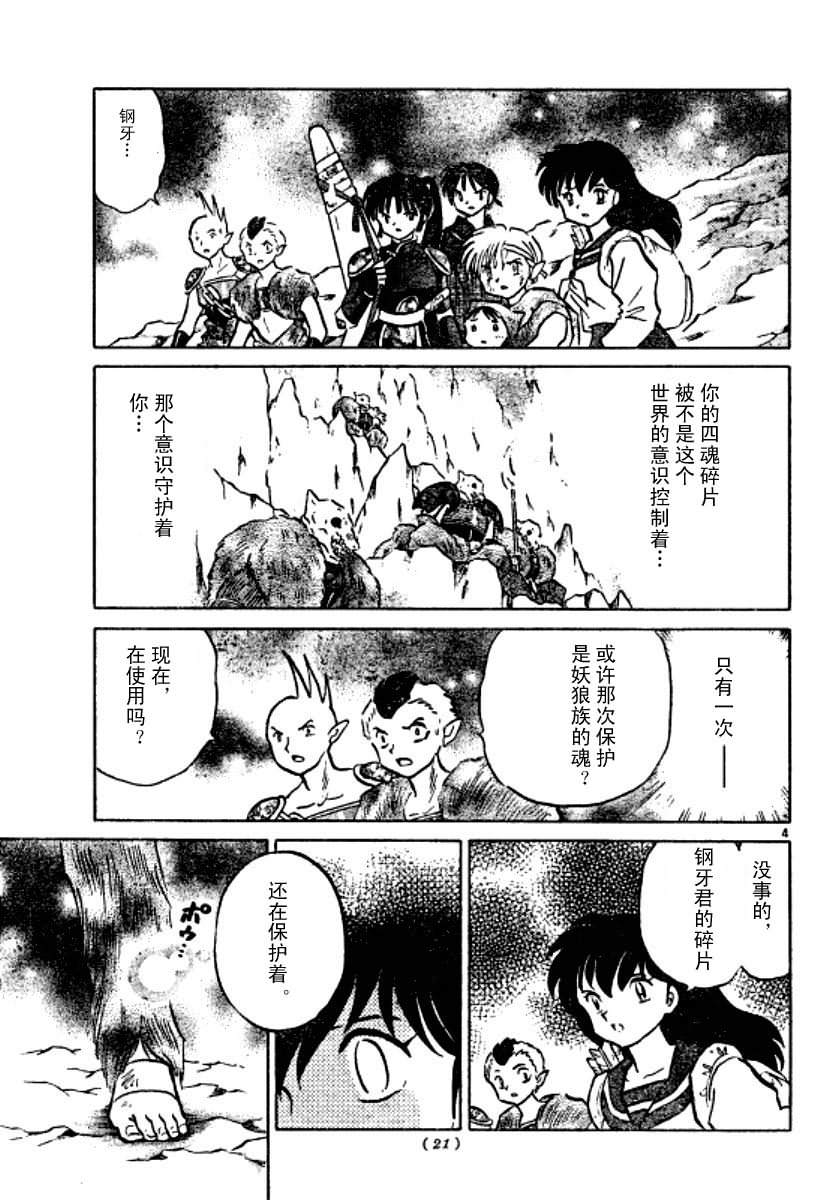 钢牙…
你的四魂碎片
被不是这个
世界的意识控制着…
那个意识守护着
你…
只有一次——
或许那次保护
是妖狼族的魂？
现在，
在使用吗？
4
没事的，
钢牙君的碎片
还在保护着。
ポゥ…
(21)